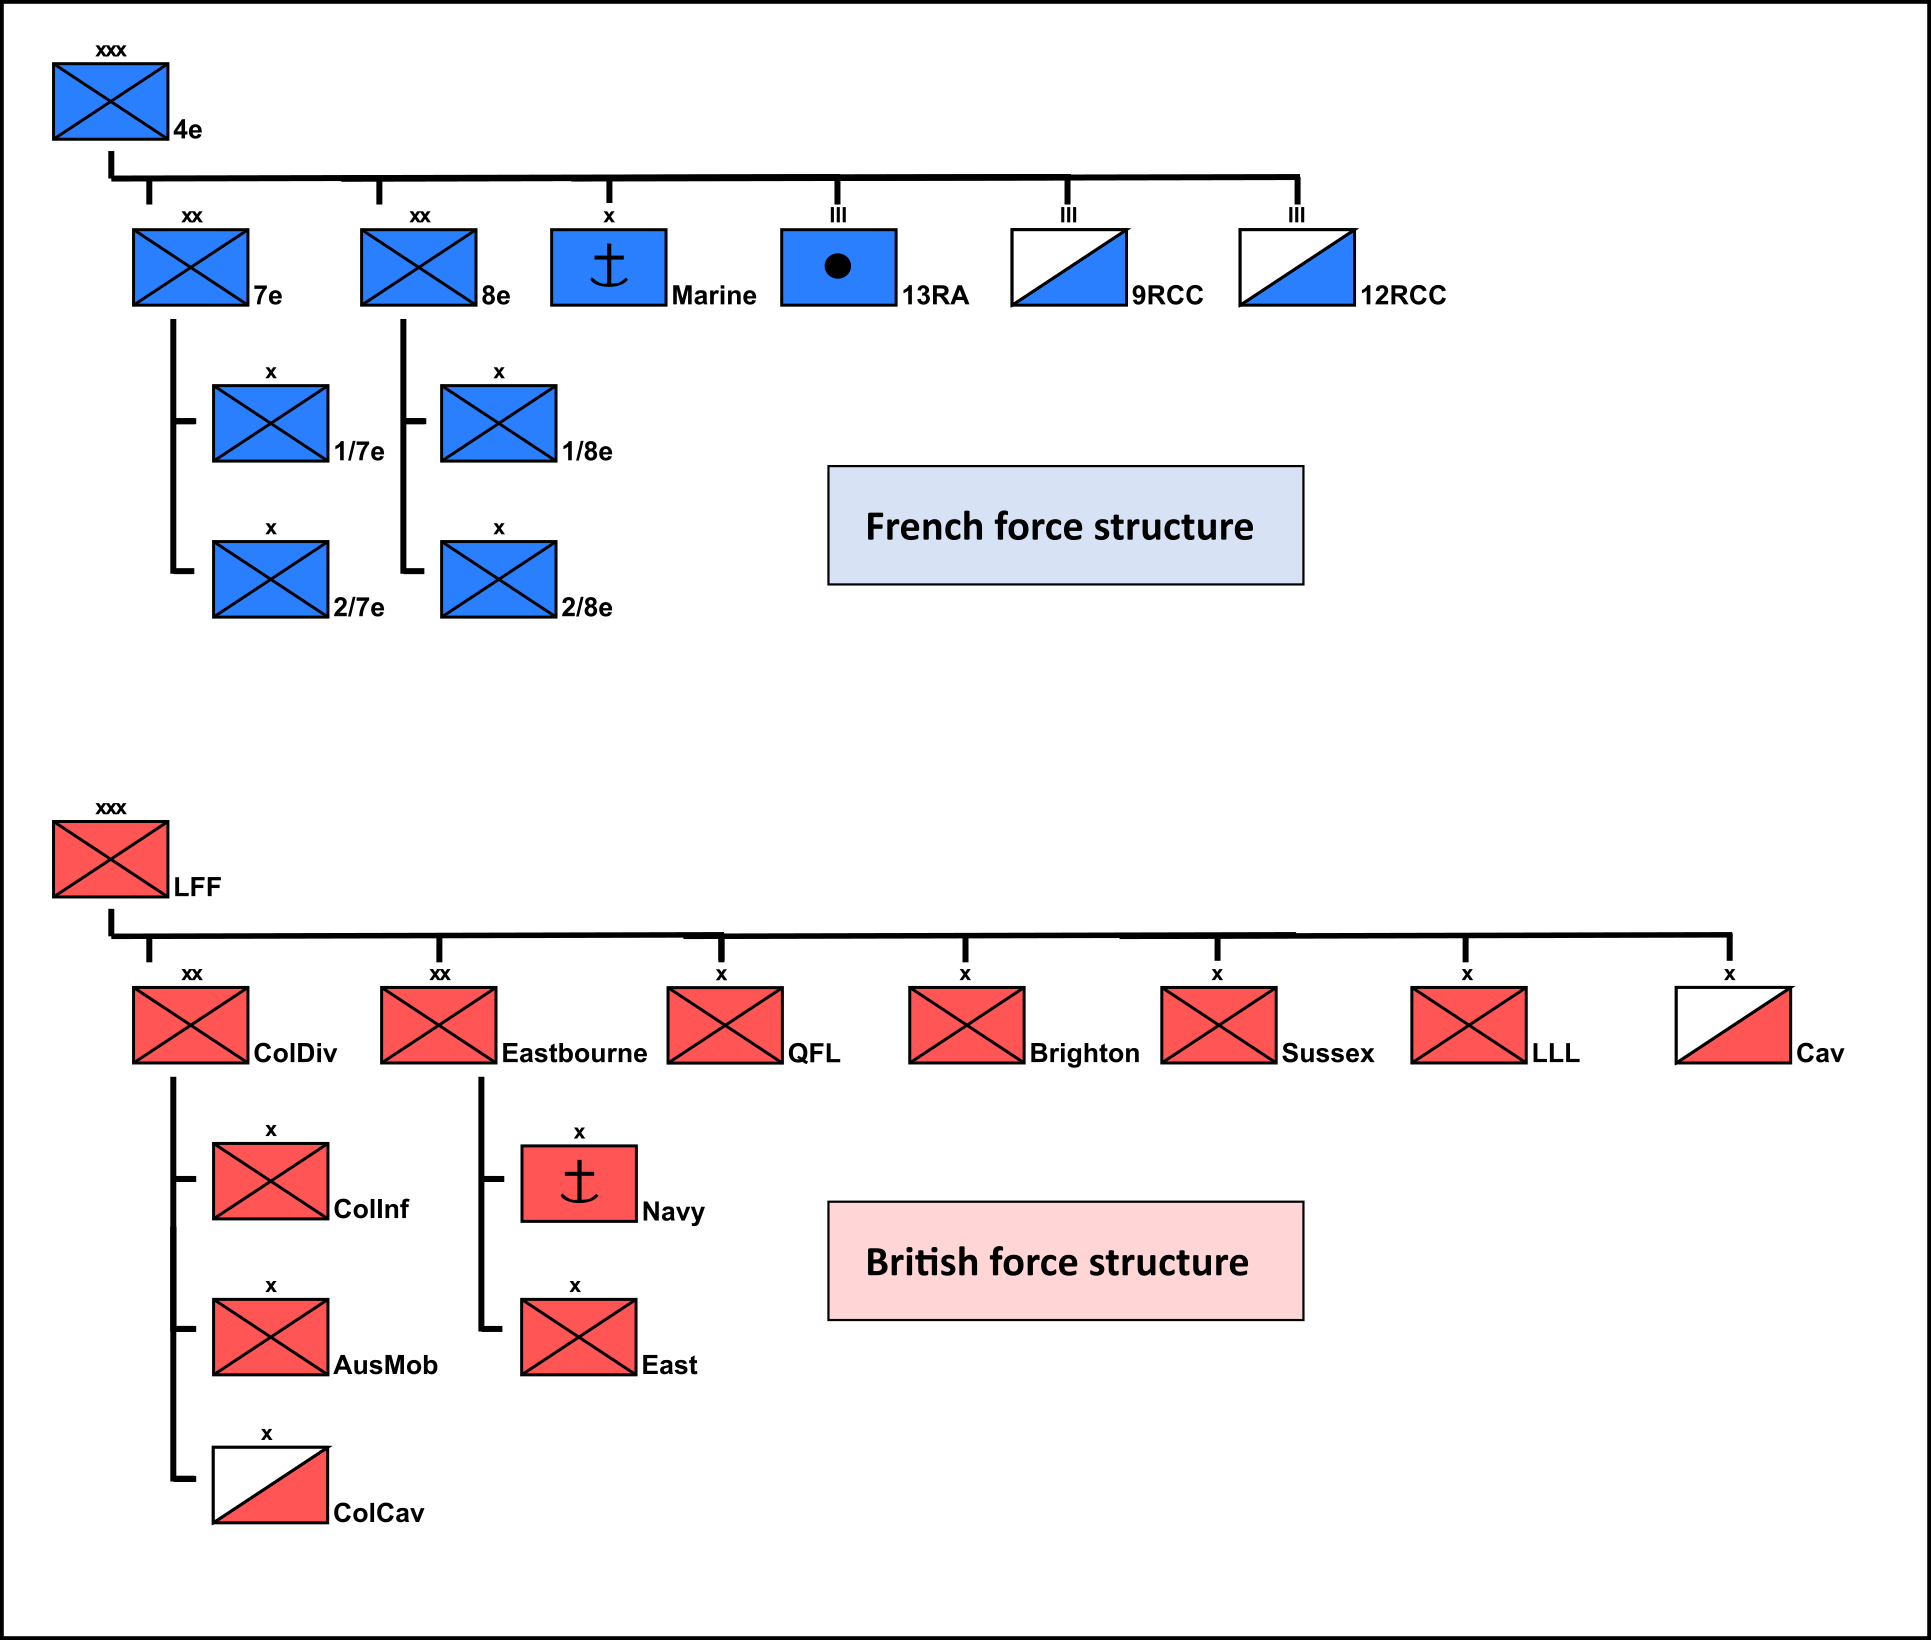 xxx
4e
xx xx x III III III
7e 8e Marine 13RA 9RCC 12RCC
x x
1/7e 1/8e
French force structure
x x
2/7e 2/8e
xxx
LFF
xx xx x x x x x
ColDiv Eastbourne QFL Brighton Sussex LLL Cav
x x
ColInf Navy
British force structure
x x
AusMob East
x
ColCav